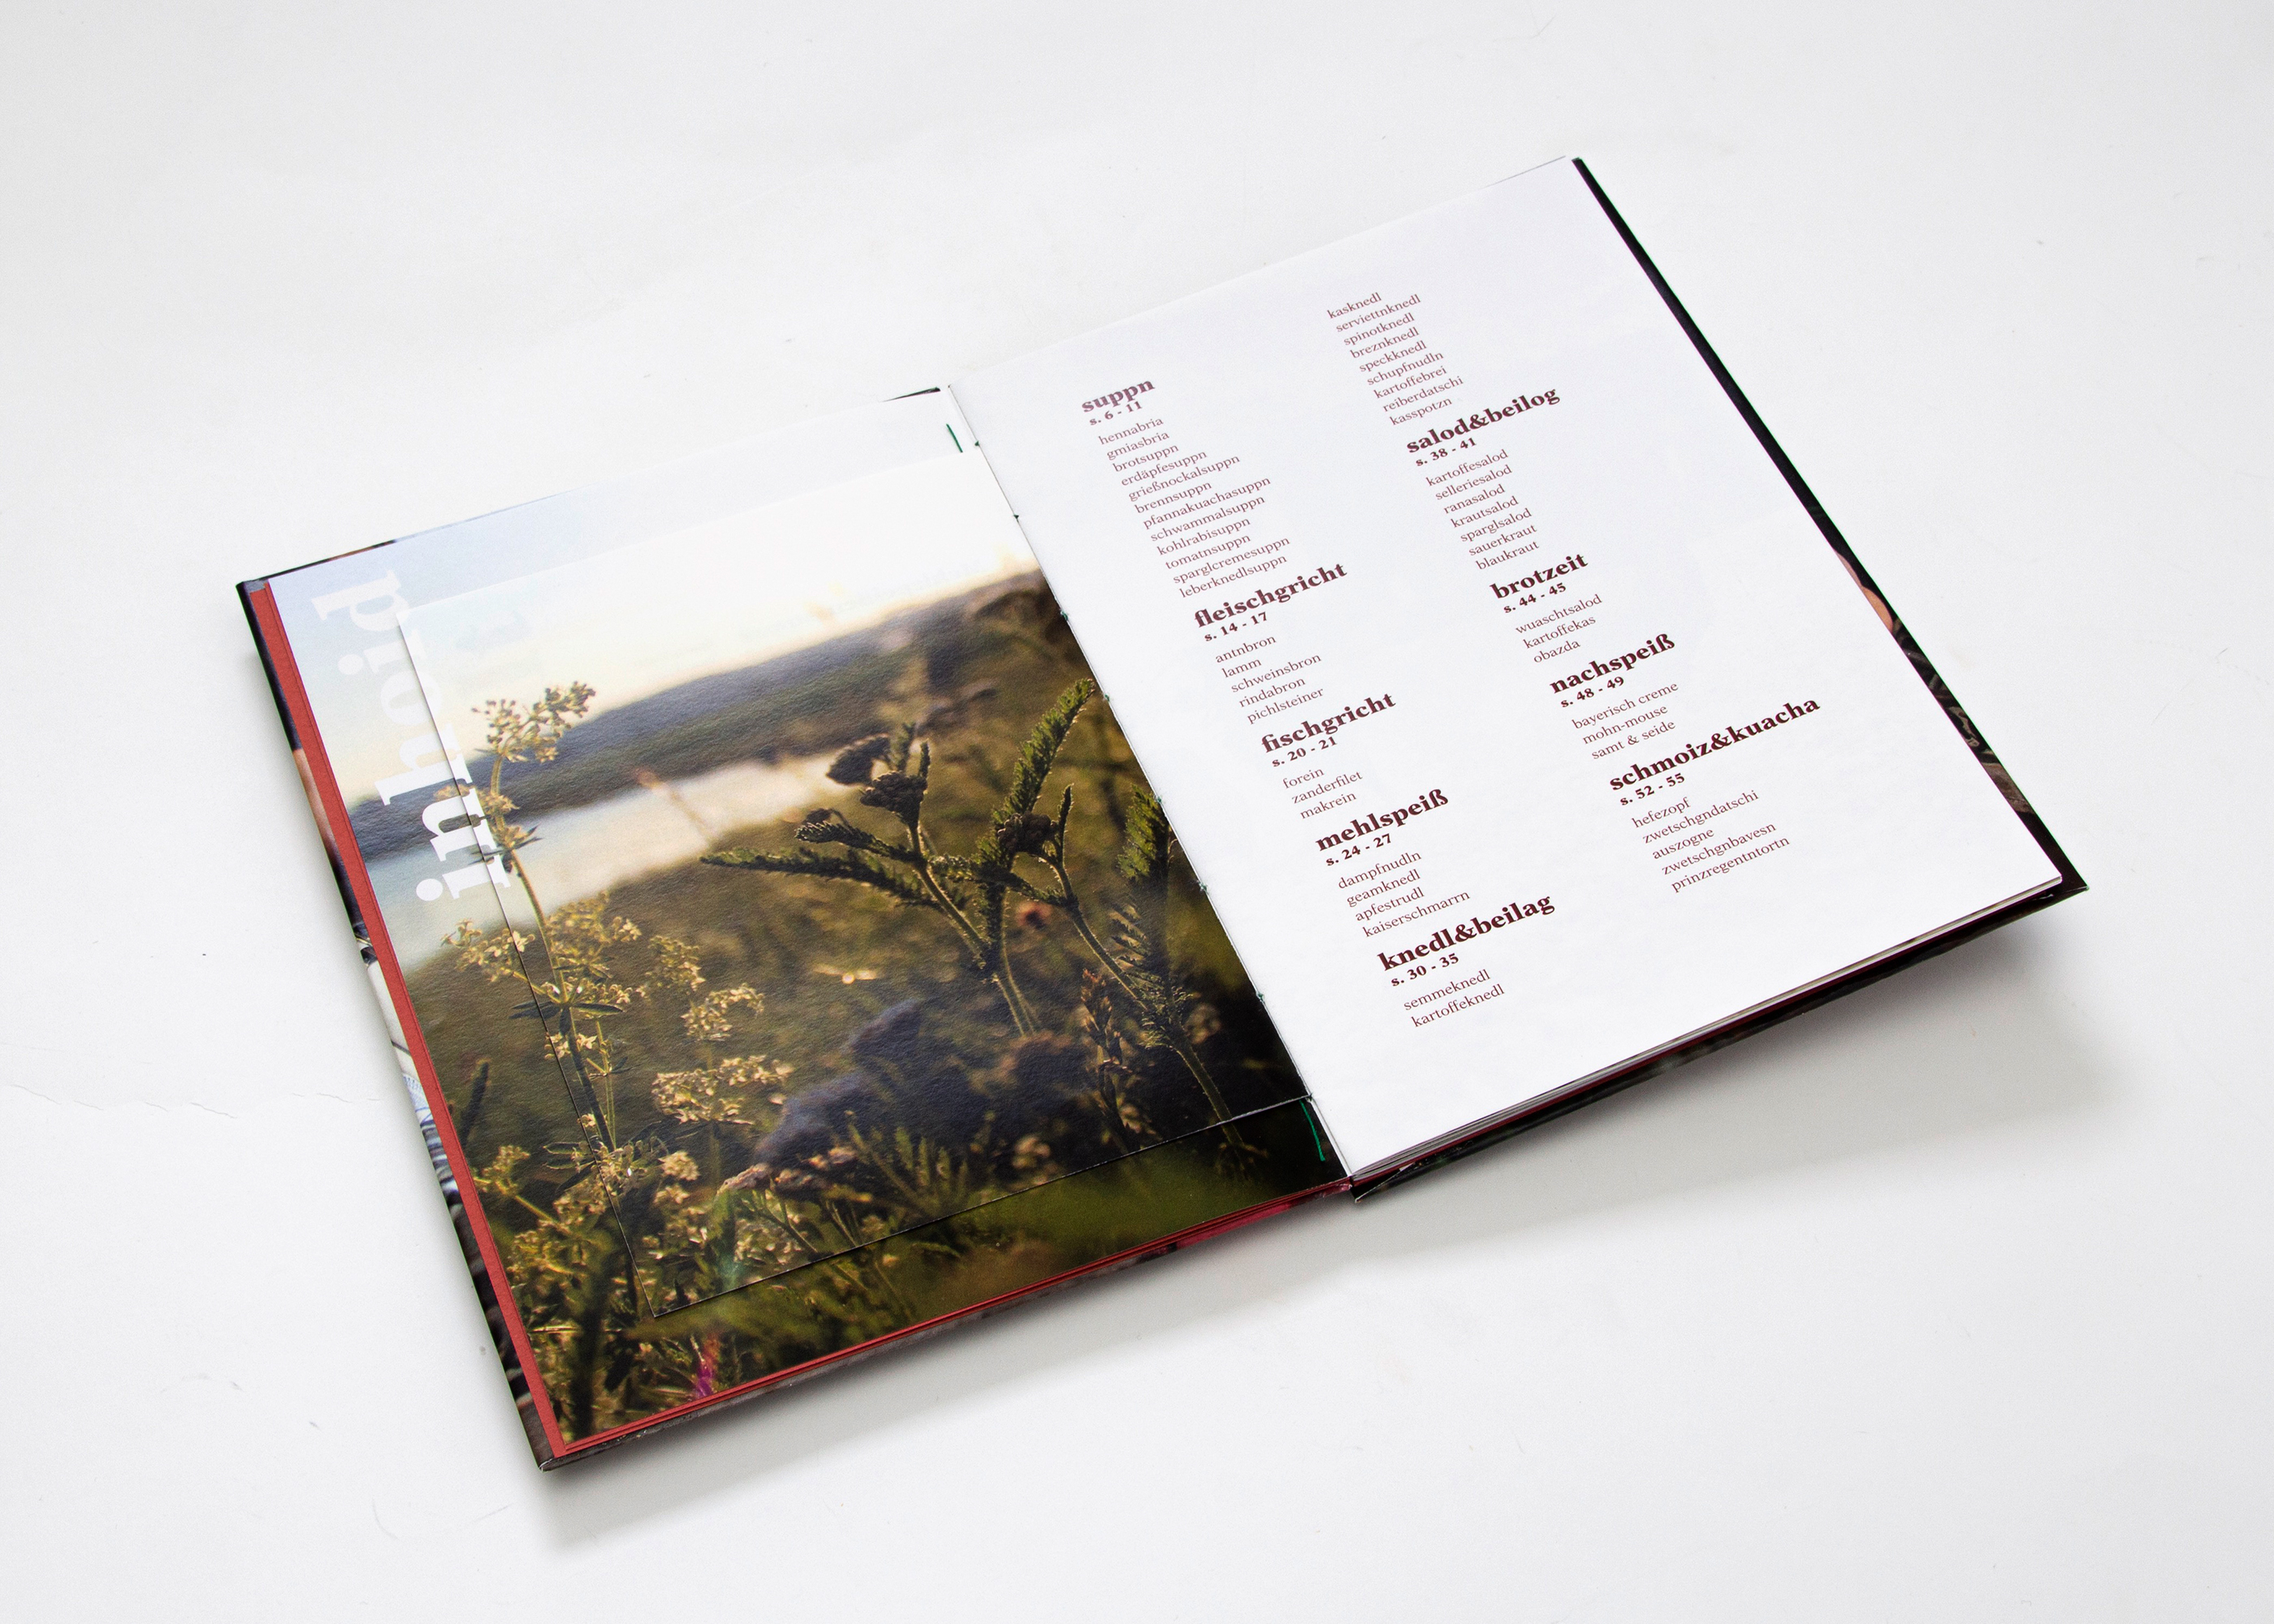 inhoid
suppn
s. 6 - 11
hennabria
gmiasbria
brotsuppn
erdäpfesuppn
grießnockalsuppn
brennsuppn
pfannakuachasuppn
schwammalsuppn
kohlrabisuppn
tomatnsuppn
sparglcremesuppn
leberknedlsuppn
fleischgricht
s. 14 - 17
antnbron
lamm
schweinsbron
rindabron
pichlsteiner
fischgricht
s. 20 - 21
forein
zanderfilet
makrein
mehlspeiß
s. 24 - 27
dampfnudln
geamknedl
apfestrudl
kaiserschmarrn
knedl&beilag
s. 30 - 35
semmeknedl
kartoffeknedl
kasknedl
serviettnknedl
spinotknedl
breznknedl
speckknedl
schupfnudln
kartoffebrei
reiberdatschi
kasspotzn
salod&beilog
s. 38 - 41
kartoffesalod
selleriesalod
ranasalod
krautsalod
sparglsalod
sauerkraut
blaukraut
brotzeit
s. 44 - 45
wuaschtsalod
kartoffekas
obazda
nachspeiß
s. 48 - 49
bayerisch creme
mohn-mouse
samt & seide
schmoiz&kuacha
s. 52 - 55
hefezopf
zwetschgndatschi
auszogne
zwetschgnbavesn
prinzregentntortn